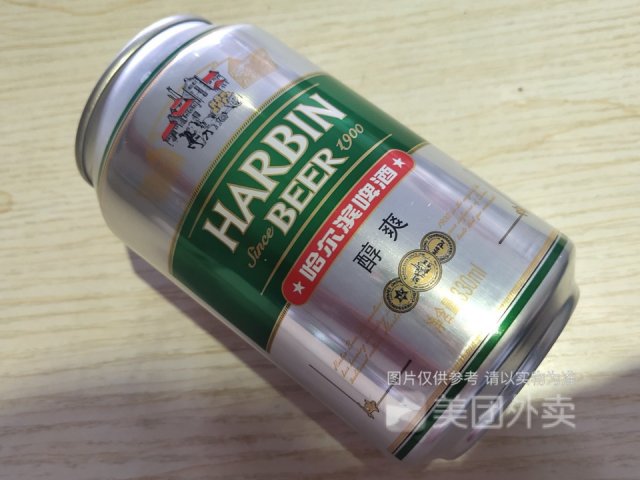 HARBIN
Since BEER 1900
哈尔滨啤酒
醇爽
净含量:330ml
图片仅供参考 请以实物为准
美团外卖